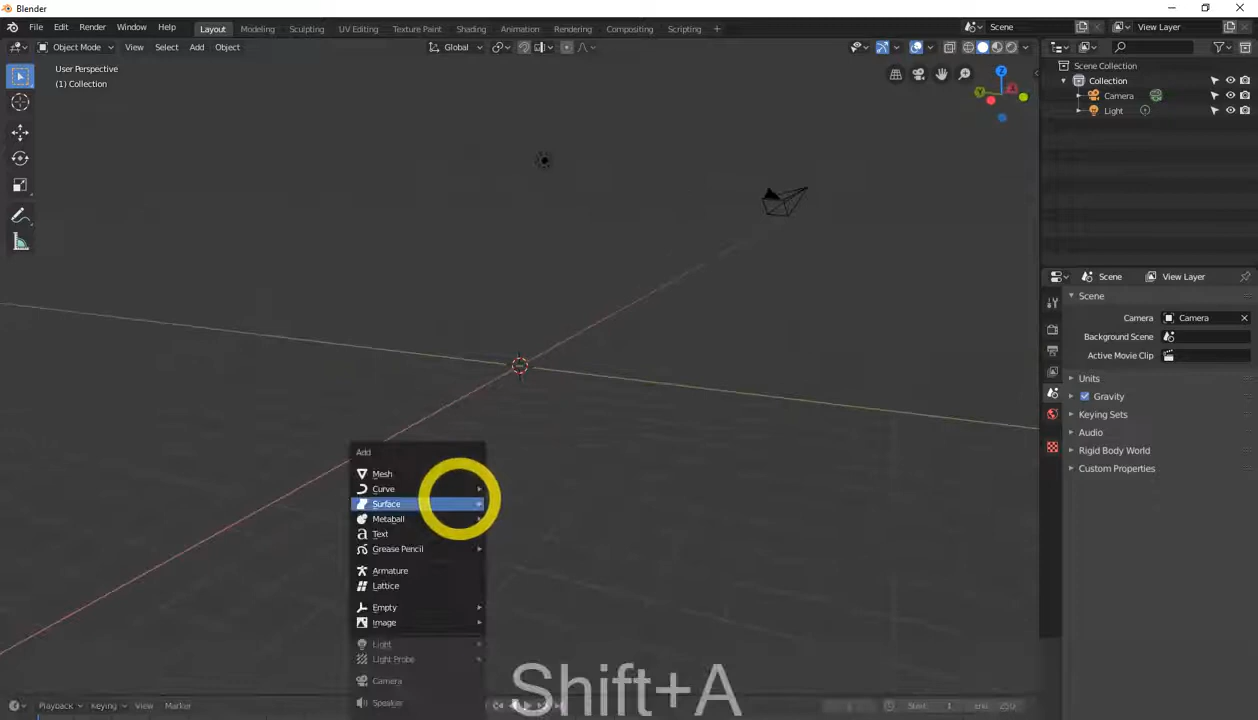 Blender
File Edit Render Window Help Layout Modeling Sculpting UV Editing Texture Paint Shading Animation Rendering Compositing Scripting + Scene View Layer
Object Mode View Select Add Object Global
User Perspective
(1) Collection
Z
Y
Scene Collection
Collection
Camera
Light
Scene View Layer
Scene
Camera Camera
Background Scene
Active Movie Clip
Units
Gravity
Keying Sets
Audio
Rigid Body World
Custom Properties
Add
Mesh
Curve
Surface
Metaball
Text
Grease Pencil
Armature
Lattice
Empty
Image
Light
Light Probe
Camera
Speaker
Shift+A
Playback Keying View Marker Start 1 End 250